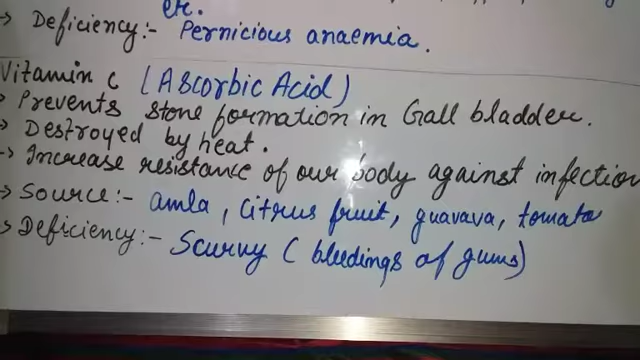 etc.
→ Deficiency:- Pernicious anaemia.
Vitamin C (Ascorbic Acid)
→ Prevents stone formation in Gall bladder.
→ Destroyed by heat.
→ Increase resistance of our body against infection
→ Source:- amla, Citrus fruit, guavava, tomato
→ Deficiency:- Scurvy (bleedings of gums)